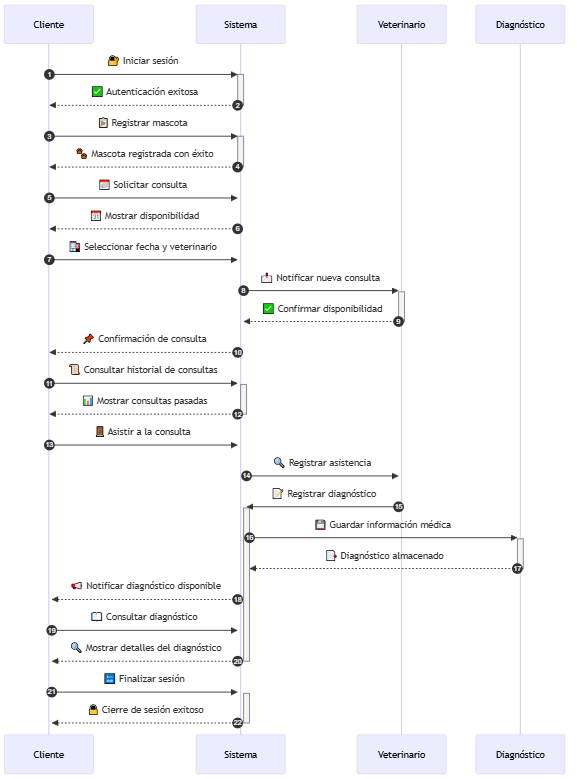 Cliente
Sistema
Veterinario
Diagnóstico
Iniciar sesión
1
Autenticación exitosa
2
Registrar mascota
3
Mascota registrada con éxito
4
Solicitar consulta
5
Mostrar disponibilidad
6
Seleccionar fecha y veterinario
7
Notificar nueva consulta
8
Confirmar disponibilidad
9
Confirmación de consulta
10
Consultar historial de consultas
11
Mostrar consultas pasadas
12
Asistir a la consulta
13
Registrar asistencia
14
Registrar diagnóstico
15
Guardar información médica
16
Diagnóstico almacenado
17
Notificar diagnóstico disponible
18
Consultar diagnóstico
19
Mostrar detalles del diagnóstico
20
Finalizar sesión
21
Cierre de sesión exitoso
22
Cliente
Sistema
Veterinario
Diagnóstico